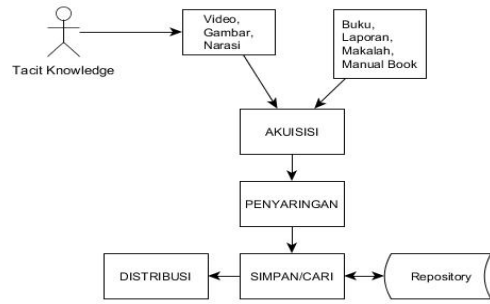 Video,
Gambar,
Narasi
Buku,
Laporan,
Makalah,
Manual Book
Tacit Knowledge
AKUISISI
PENYARINGAN
DISTRIBUSI
SIMPAN/CARI
Repository